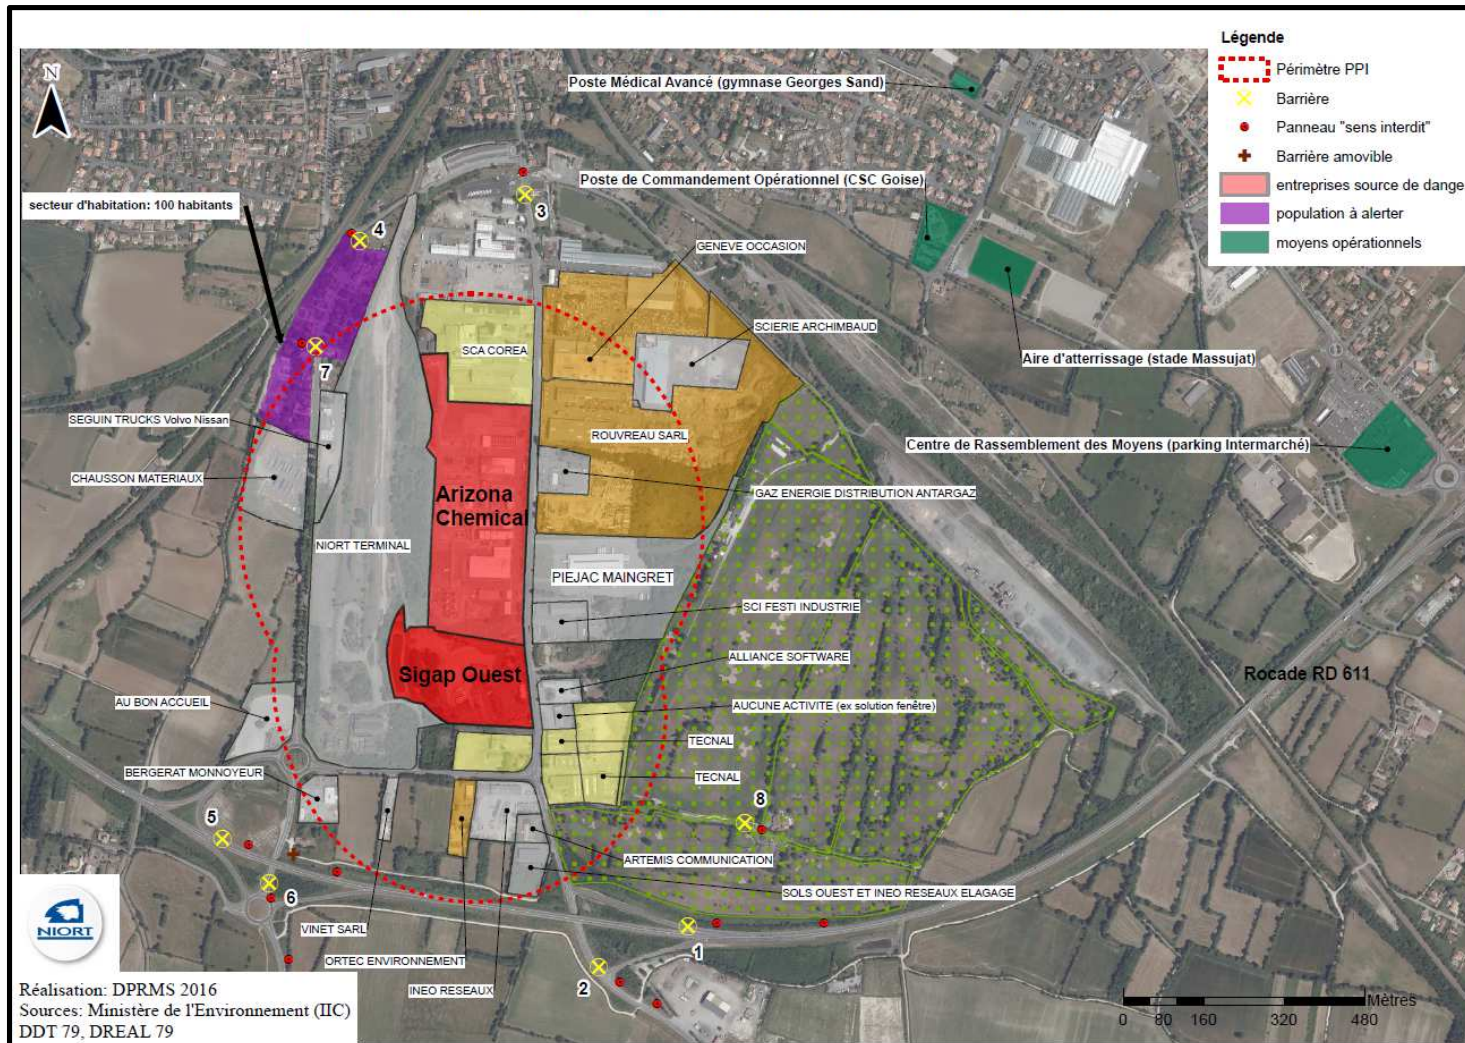 Légende
Périmètre PPI
Barrière
Panneau "sens interdit"
Barrière amovible
entreprises source de dange
population à alerter
moyens opérationnels
N
Poste Médical Avancé (gymnase Georges Sand)
Poste de Commandement Opérationnel (CSC Goise)
secteur d'habitation: 100 habitants
3
4
GENEVE OCCASION
SCIERIE ARCHIMBAUD
SCA COREA
Aire d'atterrissage (stade Massujat)
7
SEGUIN TRUCKS Volvo Nissan
ROUVREAU SARL
Centre de Rassemblement des Moyens (parking Intermarché)
CHAUSSON MATERIAUX
Arizona
Chemical
GAZ ENERGIE DISTRIBUTION ANTARGAZ
NIORT TERMINAL
PIEJAC MAINGRET
SCI FESTI INDUSTRIE
ALLIANCE SOFTWARE
Sigap Ouest
Rocade RD 611
AU BON ACCUEIL
AUCUNE ACTIVITE (ex solution fenêtre)
TECNAL
BERGERAT MONNOYEUR
TECNAL
8
5
ARTEMIS COMMUNICATION
SOLS OUEST ET INEO RESEAUX ELAGAGE
6
NIORT
VINET SARL
1
ORTEC ENVIRONNEMENT
2
INEO RESEAUX
Réalisation: DPRMS 2016
Sources: Ministère de l'Environnement (IIC)
DDT 79, DREAL 79
Mètres
0 80 160 320 480